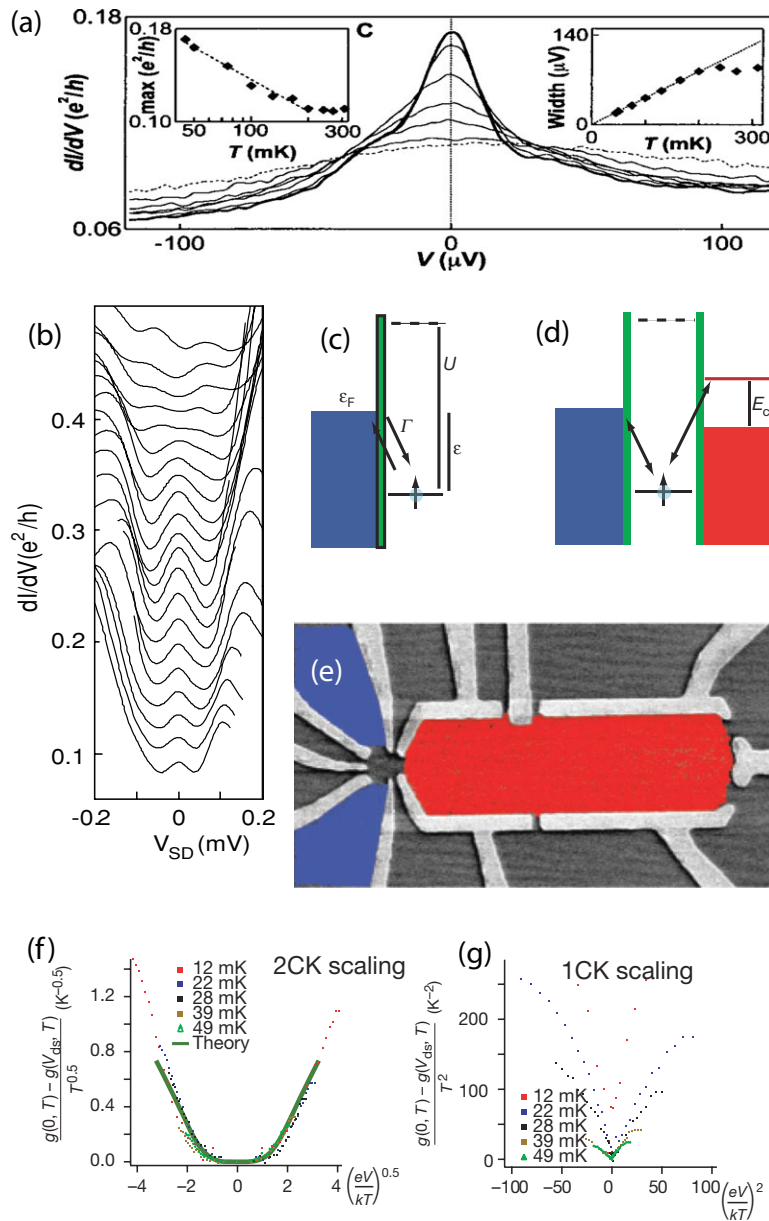 (a)
0.18
0.06
dI/dV (e²/h)
-100
0
100
V (μV)
C
0.18
0.10
max (e²/h)
50
100
300
T (mK)
140
0
Width (μV)
0
300
T (mK)
(b)
0.4
0.3
0.2
0.1
dI/dV(e²/h)
-0.2
0
0.2
V_SD (mV)
(c)
U
ε_F
Γ
ε
(d)
E_c
(e)
(f)
2CK scaling
12 mK
22 mK
28 mK
39 mK
49 mK
Theory
1.2
0.8
0.4
0.0
g(0, T) − g(V_ds, T)
T^0.5
(K^−0.5)
−4
−2
0
2
4
(eV/kT)^0.5
(g)
1CK scaling
12 mK
22 mK
28 mK
39 mK
49 mK
200
100
0
g(0, T) − g(V_ds, T)
T²
(K^−2)
−100
−50
0
50
100
(eV/kT)²